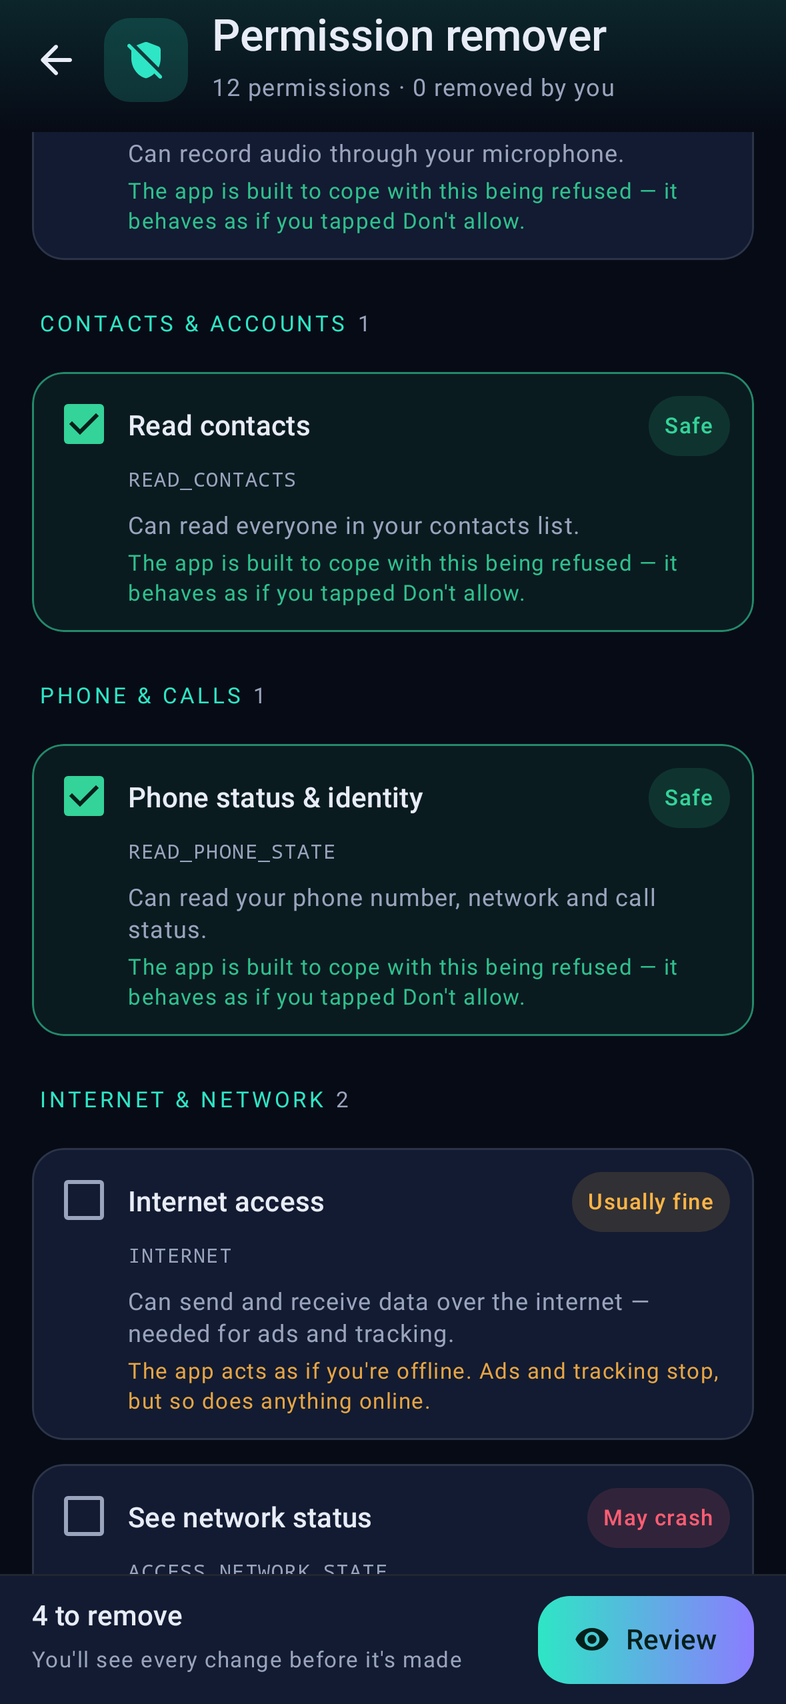 Permission remover
12 permissions · 0 removed by you
Can record audio through your microphone.
The app is built to cope with this being refused — it
behaves as if you tapped Don't allow.
CONTACTS & ACCOUNTS 1
Read contacts
Safe
READ_CONTACTS
Can read everyone in your contacts list.
The app is built to cope with this being refused — it
behaves as if you tapped Don't allow.
PHONE & CALLS 1
Phone status & identity
Safe
READ_PHONE_STATE
Can read your phone number, network and call
status.
The app is built to cope with this being refused — it
behaves as if you tapped Don't allow.
INTERNET & NETWORK 2
Internet access
Usually fine
INTERNET
Can send and receive data over the internet —
needed for ads and tracking.
The app acts as if you're offline. Ads and tracking stop,
but so does anything online.
See network status
May crash
ACCESS_NETWORK_STATE
4 to remove
You'll see every change before it's made
Review